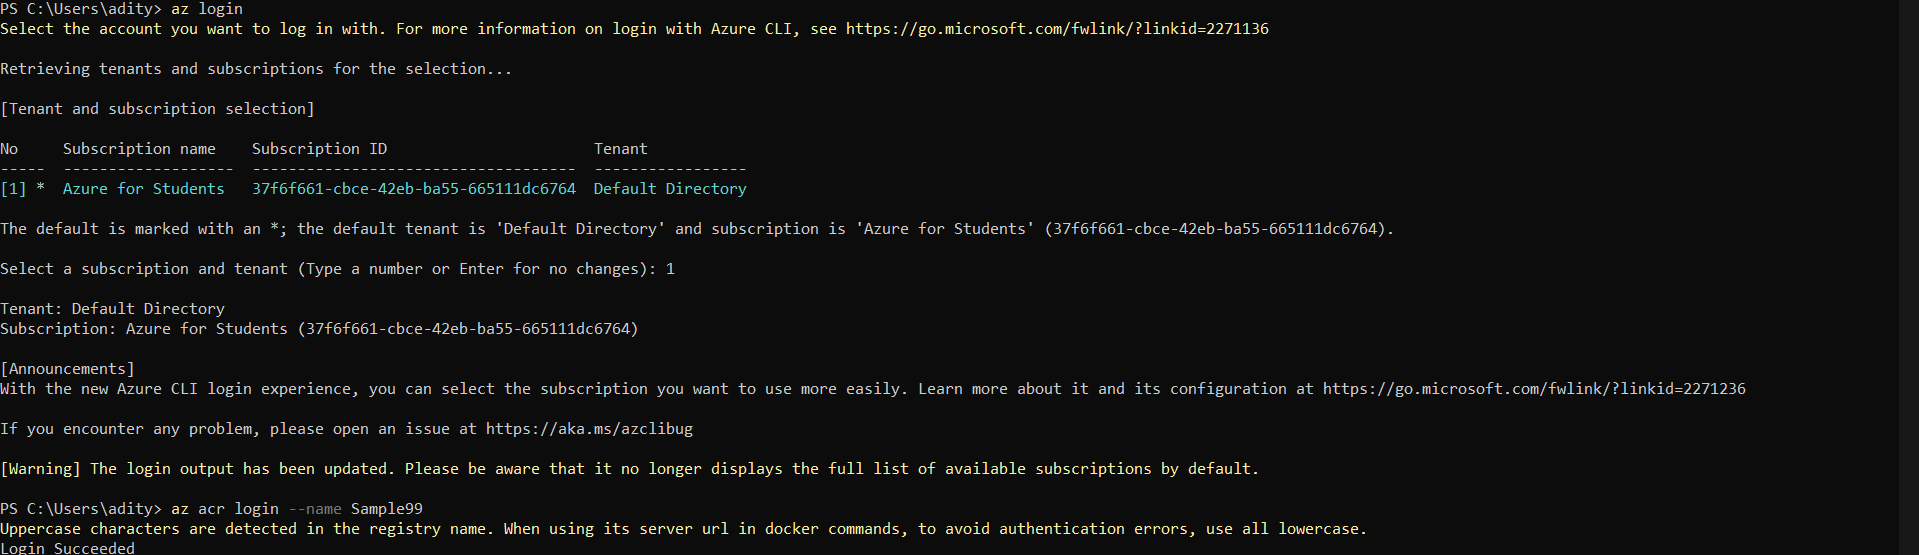 PS C:\Users\adity> az login
Select the account you want to log in with. For more information on login with Azure CLI, see https://go.microsoft.com/fwlink/?linkid=2271136
Retrieving tenants and subscriptions for the selection...
[Tenant and subscription selection]
No     Subscription name    Subscription ID                       Tenant
-----  -------------------  ------------------------------------  -----------------
[1] *  Azure for Students   37f6f661-cbce-42eb-ba55-665111dc6764  Default Directory
The default is marked with an *; the default tenant is 'Default Directory' and subscription is 'Azure for Students' (37f6f661-cbce-42eb-ba55-665111dc6764).
Select a subscription and tenant (Type a number or Enter for no changes): 1
Tenant: Default Directory
Subscription: Azure for Students (37f6f661-cbce-42eb-ba55-665111dc6764)
[Announcements]
With the new Azure CLI login experience, you can select the subscription you want to use more easily. Learn more about it and its configuration at https://go.microsoft.com/fwlink/?linkid=2271236
If you encounter any problem, please open an issue at https://aka.ms/azclibug
[Warning] The login output has been updated. Please be aware that it no longer displays the full list of available subscriptions by default.
PS C:\Users\adity> az acr login --name Sample99
Uppercase characters are detected in the registry name. When using its server url in docker commands, to avoid authentication errors, use all lowercase.
Login Succeeded